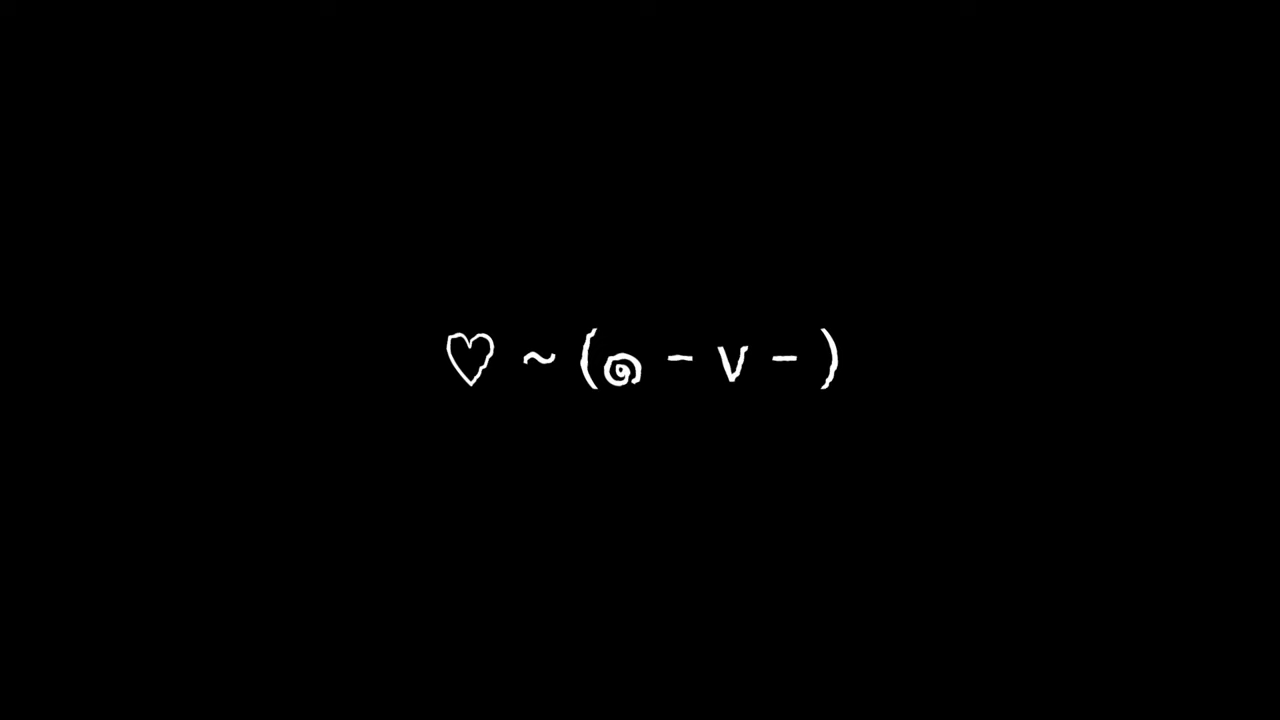 ♡ ~ (๑ - v - )